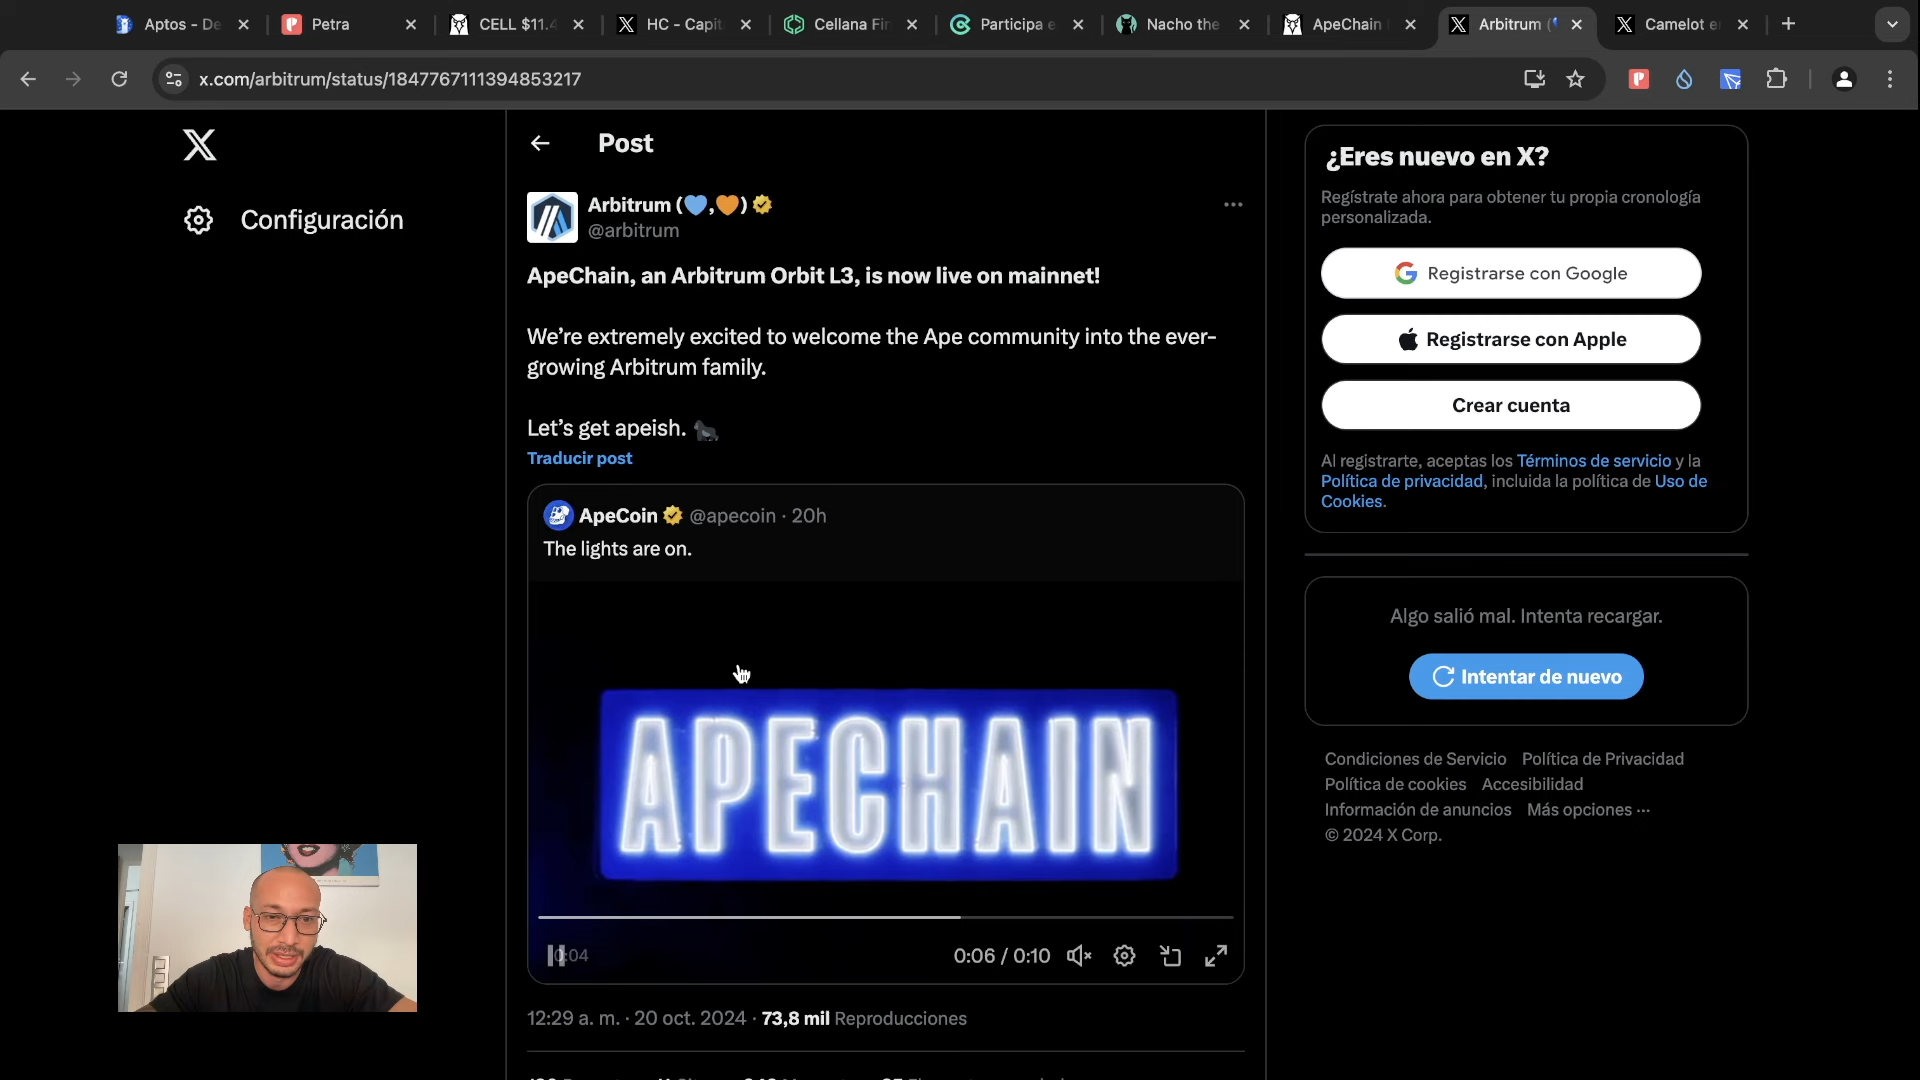 Aptos - De
Petra
CELL $11.4
HC - Capit
Cellana Fin
Participa e
Nacho the
ApeChain
Arbitrum (
Camelot e
x.com/arbitrum/status/1847767111394853217
Configuración
Post
Arbitrum (💙,🧡)
@arbitrum
ApeChain, an Arbitrum Orbit L3, is now live on mainnet!
We’re extremely excited to welcome the Ape community into the ever-
growing Arbitrum family.
Let’s get apeish. 🦍
Traducir post
ApeCoin @apecoin · 20h
The lights are on.
APECHAIN
0:04
0:06 / 0:10
12:29 a. m. · 20 oct. 2024 · 73,8 mil Reproducciones
¿Eres nuevo en X?
Regístrate ahora para obtener tu propia cronología
personalizada.
Registrarse con Google
Registrarse con Apple
Crear cuenta
Al registrarte, aceptas los Términos de servicio y la
Política de privacidad, incluida la política de Uso de
Cookies.
Algo salió mal. Intenta recargar.
Intentar de nuevo
Condiciones de Servicio Política de Privacidad
Política de cookies Accesibilidad
Información de anuncios Más opciones ···
© 2024 X Corp.